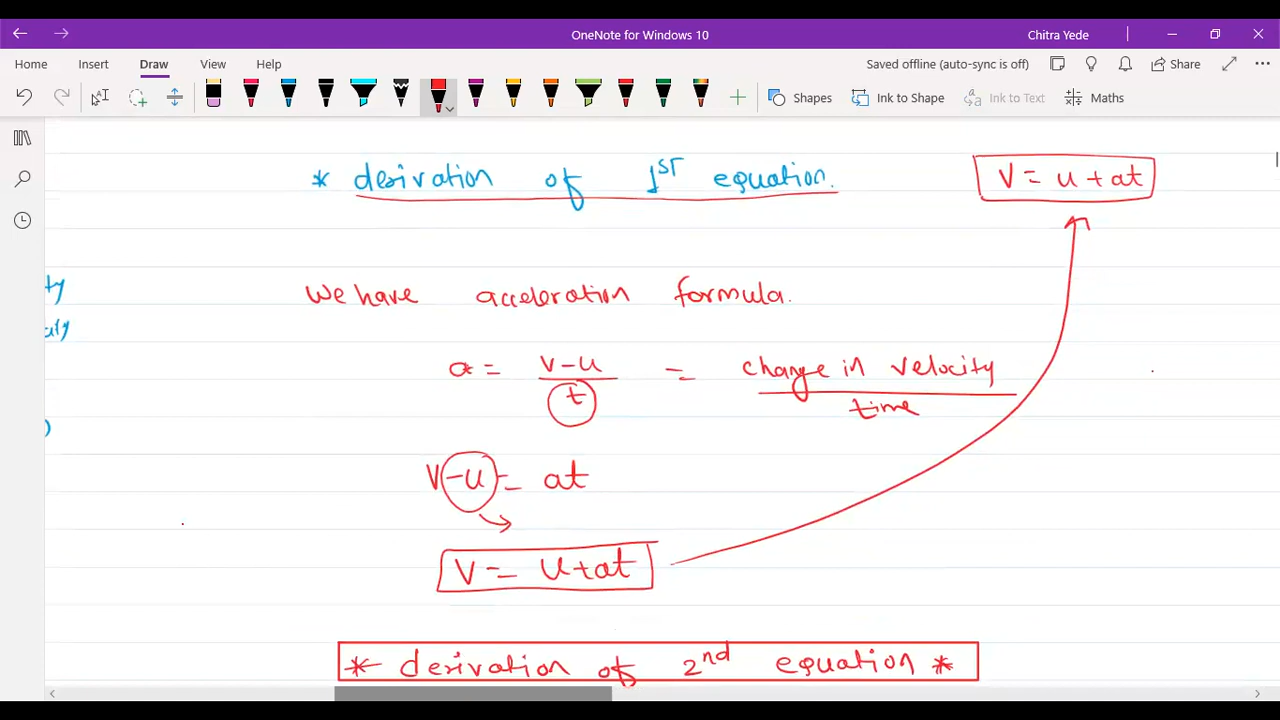 OneNote for Windows 10
Chitra Yede
Home Insert Draw View Help
Saved offline (auto-sync is off)
Share
Shapes
Ink to Shape
Ink to Text
Maths
* derivation of 1ST equation.
V = u + at
We have acceleration formula.
a = V-u / t = change in velocity / time
V-u = at
V = u+at
* derivation of 2nd equation *